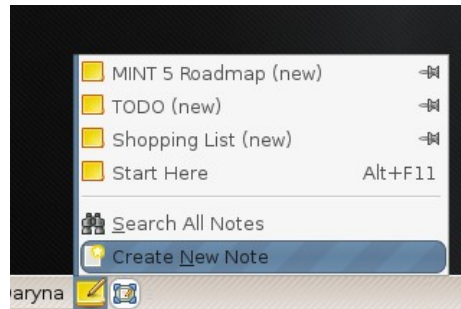 MINT 5 Roadmap (new)
TODO (new)
Shopping List (new)
Start Here Alt+F11
Search All Notes
Create New Note
aryna